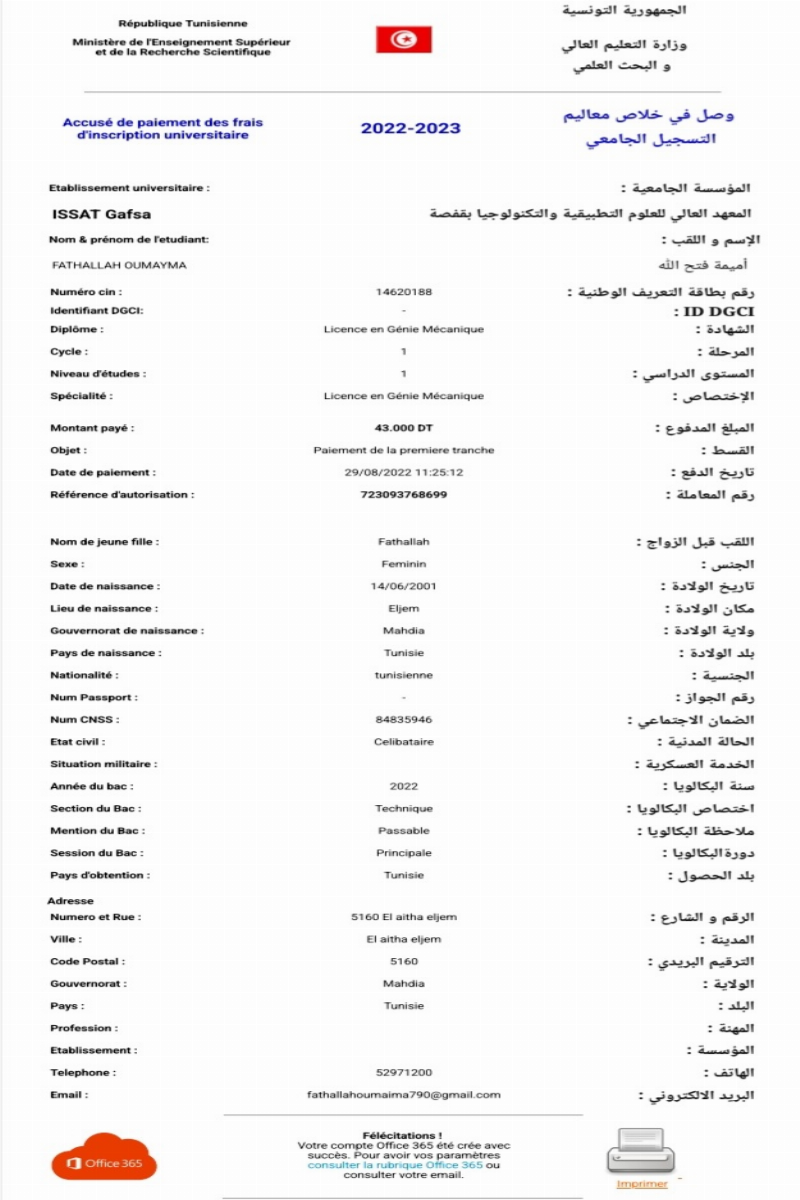 République Tunisienne
Ministère de l'Enseignement Supérieur
et de la Recherche Scientifique
الجمهورية التونسية
وزارة التعليم العالي
و البحث العلمي
Accusé de paiement des frais
d'inscription universitaire
2022-2023
وصل في خلاص معاليم
التسجيل الجامعي
Etablissement universitaire : المؤسسة الجامعية :
ISSAT Gafsa المعهد العالي للعلوم التطبيقية والتكنولوجيا بقفصة
Nom & prénom de l'etudiant: الإسم و اللقب :
FATHALLAH OUMAYMA أميمة فتح الله
Numéro cin : 14620188 رقم بطاقة التعريف الوطنية :
Identifiant DGCI: - ID DGCI :
Diplôme : Licence en Génie Mécanique الشهادة :
Cycle : 1 المرحلة :
Niveau d'études : 1 المستوى الدراسي :
Spécialité : Licence en Génie Mécanique الإختصاص :
Montant payé : 43.000 DT المبلغ المدفوع :
Objet : Paiement de la premiere tranche القسط :
Date de paiement : 29/08/2022 11:25:12 تاريخ الدفع :
Référence d'autorisation : 723093768699 رقم المعاملة :
Nom de jeune fille : Fathallah اللقب قبل الزواج :
Sexe : Feminin الجنس :
Date de naissance : 14/06/2001 تاريخ الولادة :
Lieu de naissance : Eljem مكان الولادة :
Gouvernorat de naissance : Mahdia ولاية الولادة :
Pays de naissance : Tunisie بلد الولادة :
Nationalité : tunisienne الجنسية :
Num Passport : - رقم الجواز :
Num CNSS : 84835946 الضمان الاجتماعي :
Etat civil : Celibataire الحالة المدنية :
Situation militaire : الخدمة العسكرية :
Année du bac : 2022 سنة البكالويا :
Section du Bac : Technique اختصاص البكالويا :
Mention du Bac : Passable ملاحظة البكالويا :
Session du Bac : Principale دورة البكالويا :
Pays d'obtention : Tunisie بلد الحصول :
Adresse
Numero et Rue : 5160 El aitha eljem الرقم و الشارع :
Ville : El aitha eljem المدينة :
Code Postal : 5160 الترقيم البريدي :
Gouvernorat : Mahdia الولاية :
Pays : Tunisie البلد :
Profession : المهنة :
Etablissement : المؤسسة :
Telephone : 52971200 الهاتف :
Email : fathallahoumaima790@gmail.com البريد الالكتروني :
Office 365
Félécitations !
Votre compte Office 365 été crée avec
succès. Pour avoir vos paramètres
consulter la rubrique Office 365 ou
consulter votre email.
Imprimer